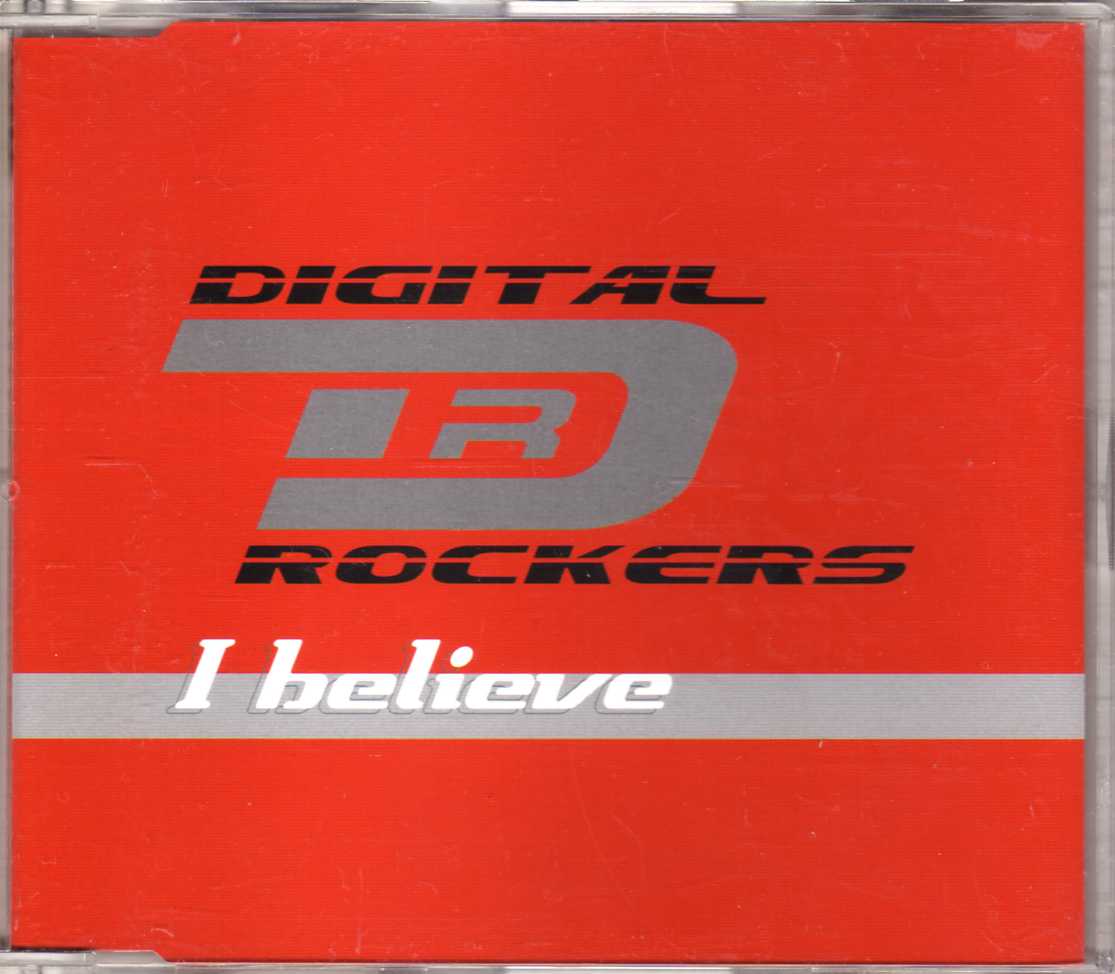 DIGITAL
DR
ROCKERS
I believe